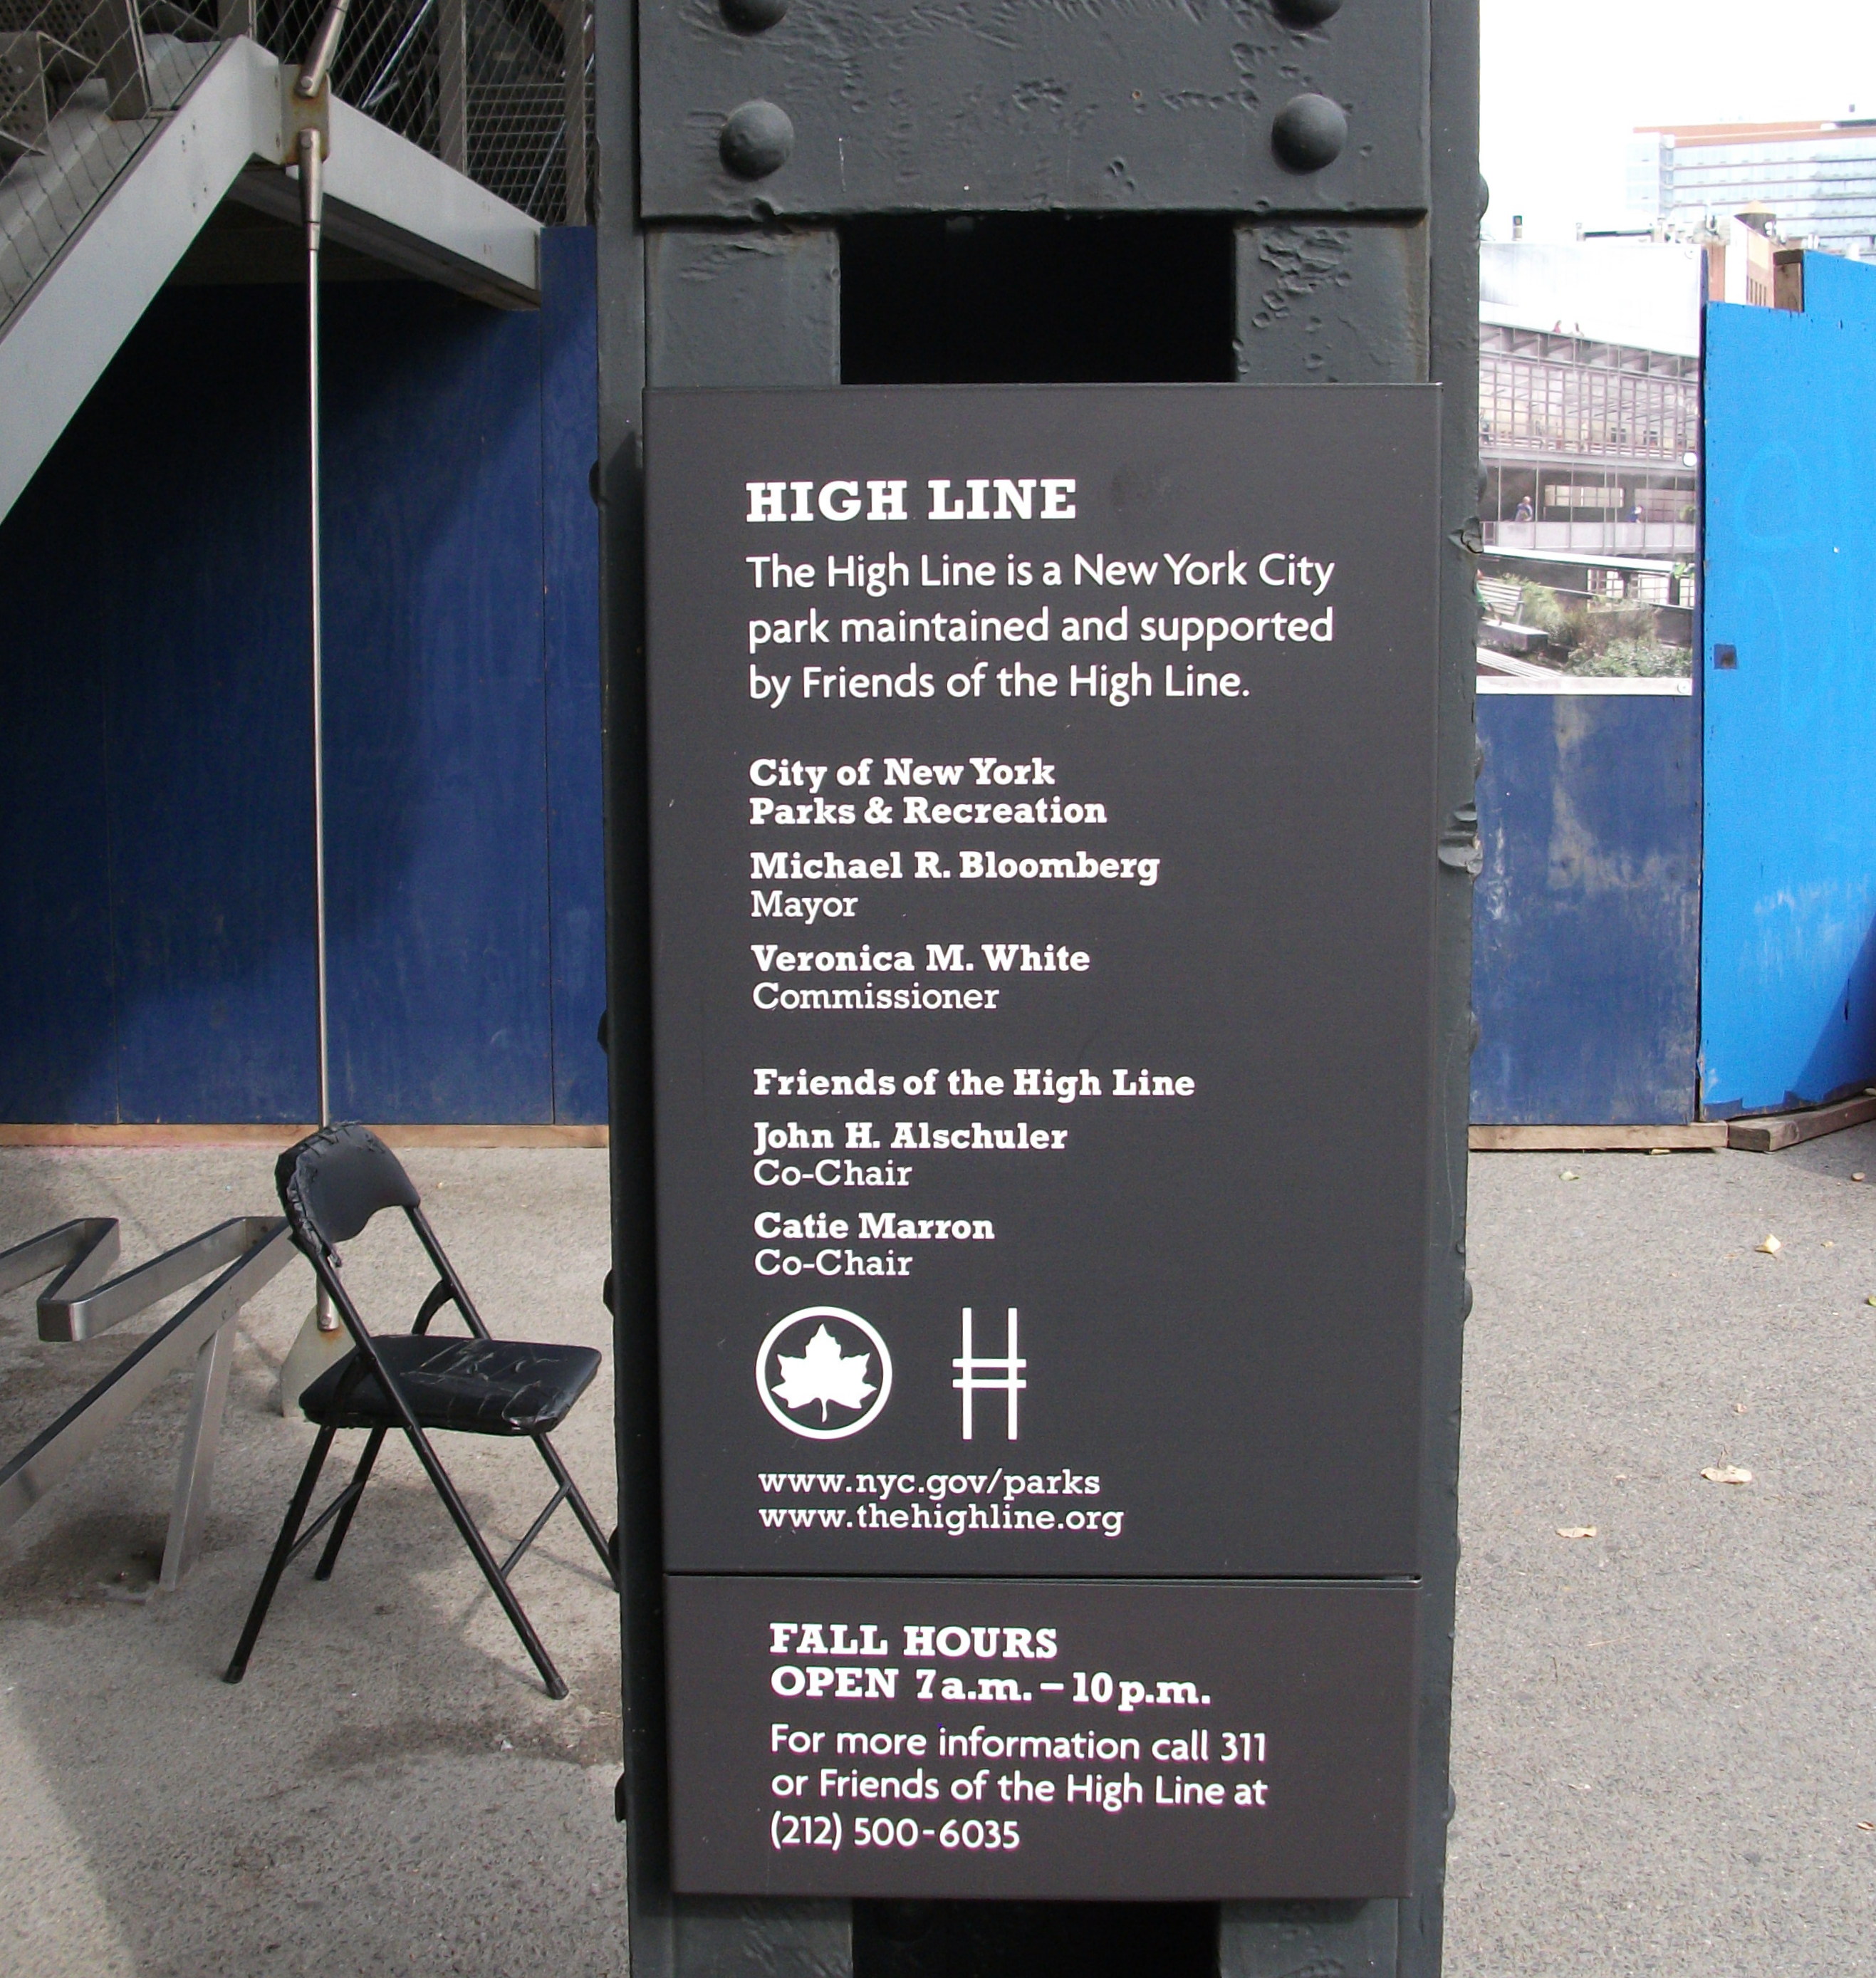 HIGH LINE
The High Line is a New York City
park maintained and supported
by Friends of the High Line.
City of New York
Parks & Recreation
Michael R. Bloomberg
Mayor
Veronica M. White
Commissioner
Friends of the High Line
John H. Alschuler
Co-Chair
Catie Marron
Co-Chair
www.nyc.gov/parks
www.thehighline.org
FALL HOURS
OPEN 7 a.m. – 10 p.m.
For more information call 311
or Friends of the High Line at
(212) 500-6035